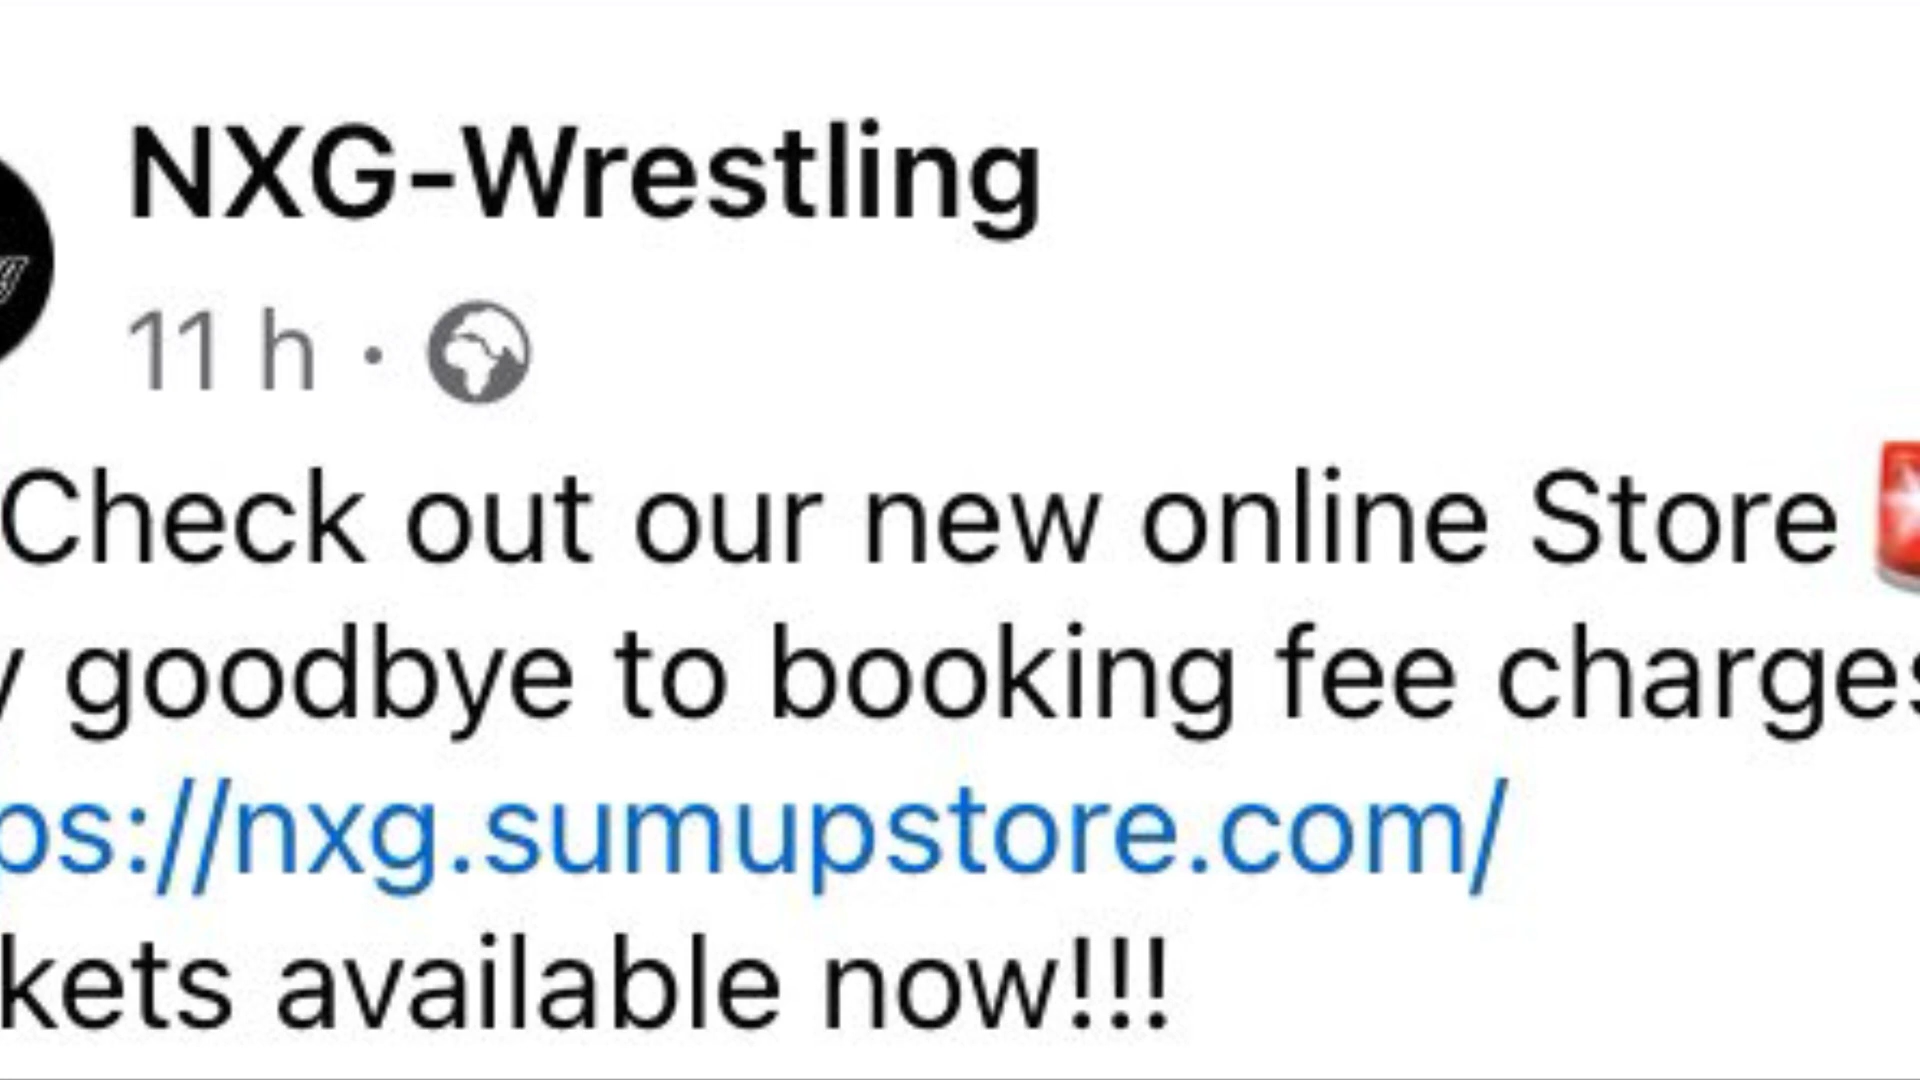 NXG-Wrestling
11 h ·
Check out our new online Store
goodbye to booking fee charges
ps://nxg.sumupstore.com/
kets available now!!!